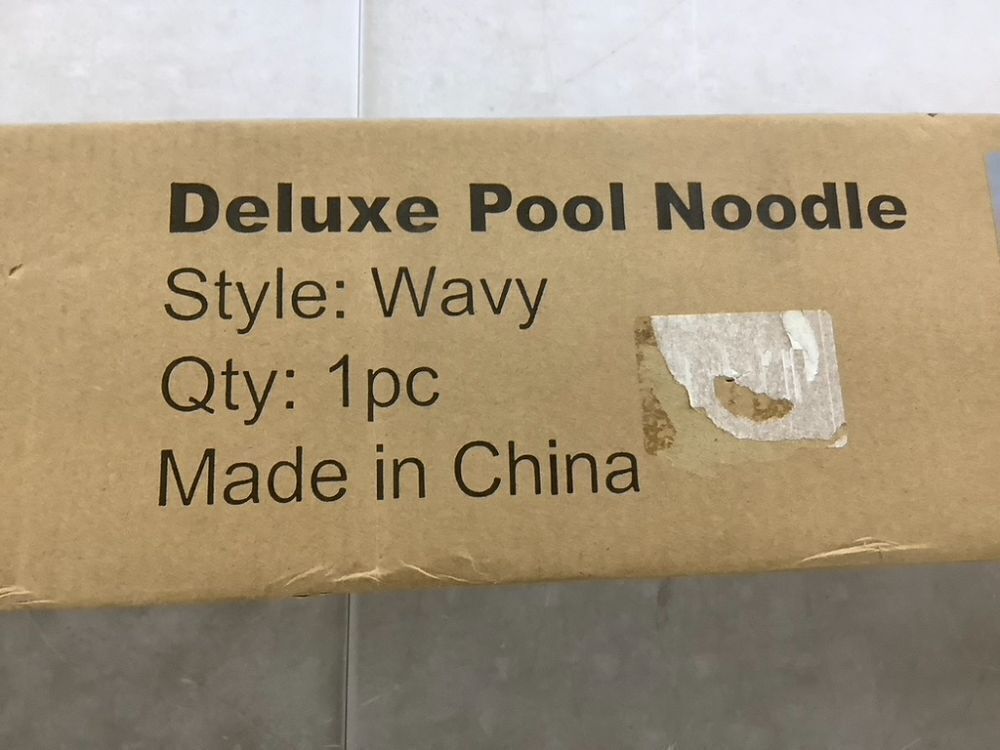 Deluxe Pool Noodle
Style: Wavy
Qty: 1pc
Made in China